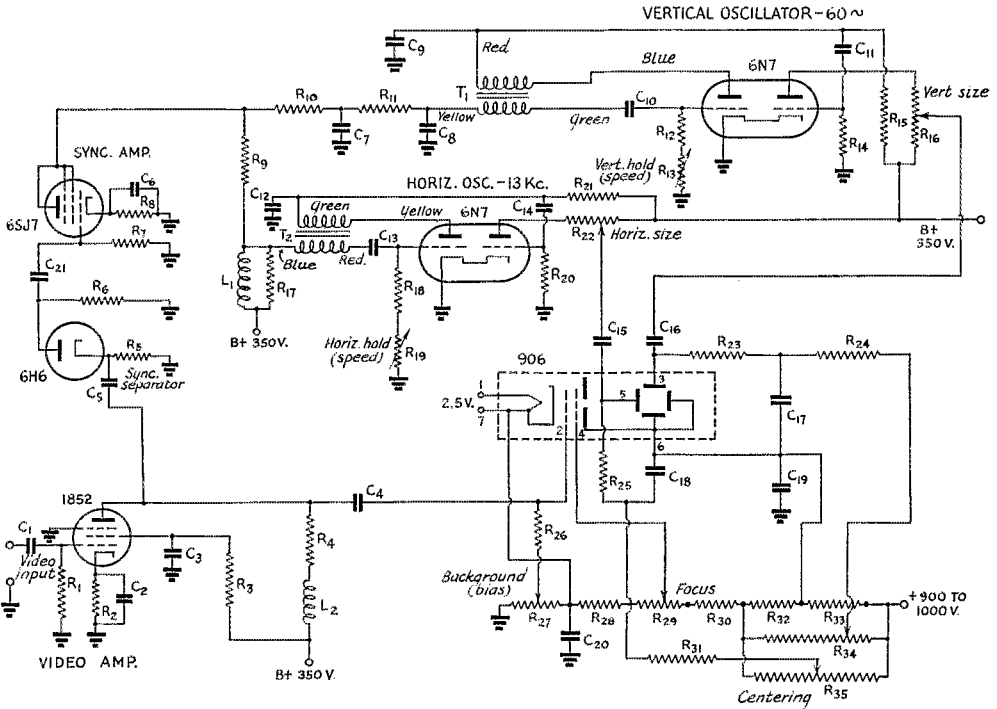 VERTICAL OSCILLATOR-60~
C9
Red
Blue
6N7
C11
T1
R10
R11
C10
Yellow
Green
C7
C8
R12
R15
R16
Vert size
R14
R13
Vert. hold
(speed)
SYNC. AMP.
R9
C6
R8
6SJ7
R7
HORIZ. OSC.-13 Kc.
R21
C12
Green
Yellow
6N7
C14
R22
Horiz. size
B+
350 V.
T2
C13
Blue
Red.
C21
L1
R17
R18
R20
R6
B+ 350V.
Horiz. hold
(speed)
R19
C15
C16
R23
R24
6H6
R5
Sync.
separator
C5
906
3
5
1
2.5 V.
7
2
4
6
C17
R25
C18
C19
1852
C4
C1
Video
input
R1
R2
C2
C3
R3
R4
L2
R26
Background
(bias)
Focus
+900 TO
1000 V.
R27
R28
R29
R30
R32
R33
C20
R34
R31
R35
Centering
VIDEO AMP.
B+ 350 V.